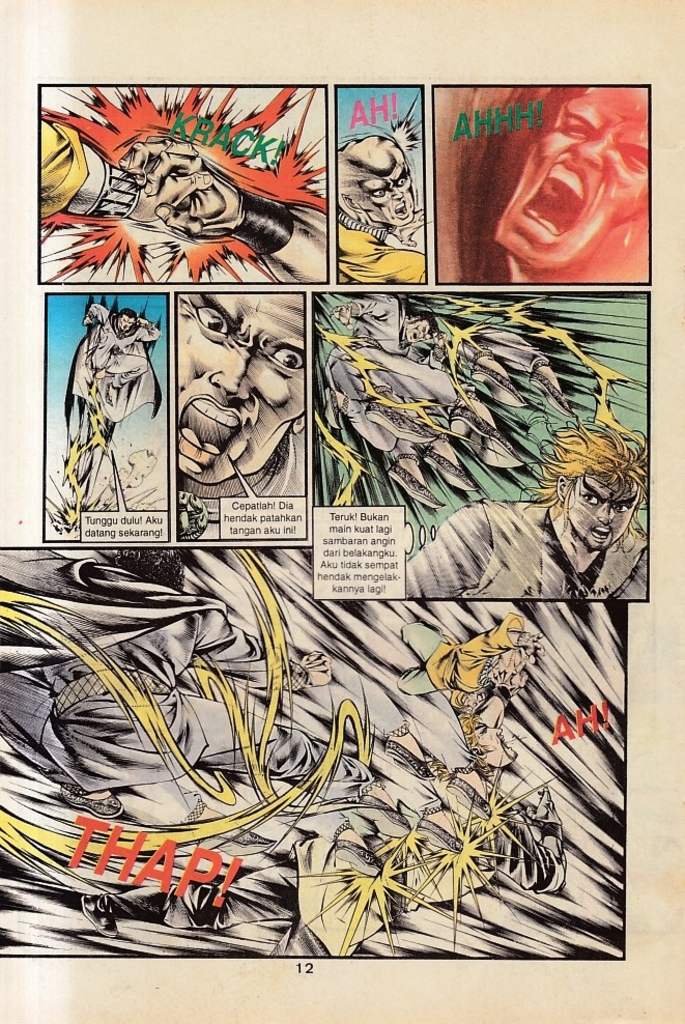 KRACK!
AH!
AHHH!
Tunggu dulu! Aku
datang sekarang!
Cepatlah! Dia
hendak patahkan
tangan aku ini!
Teruk! Bukan
main kuat lagi
sambaran angin
dari belakangku.
Aku tidak sempat
hendak mengelak-
kannya lagi!
AH!
THAP!
12